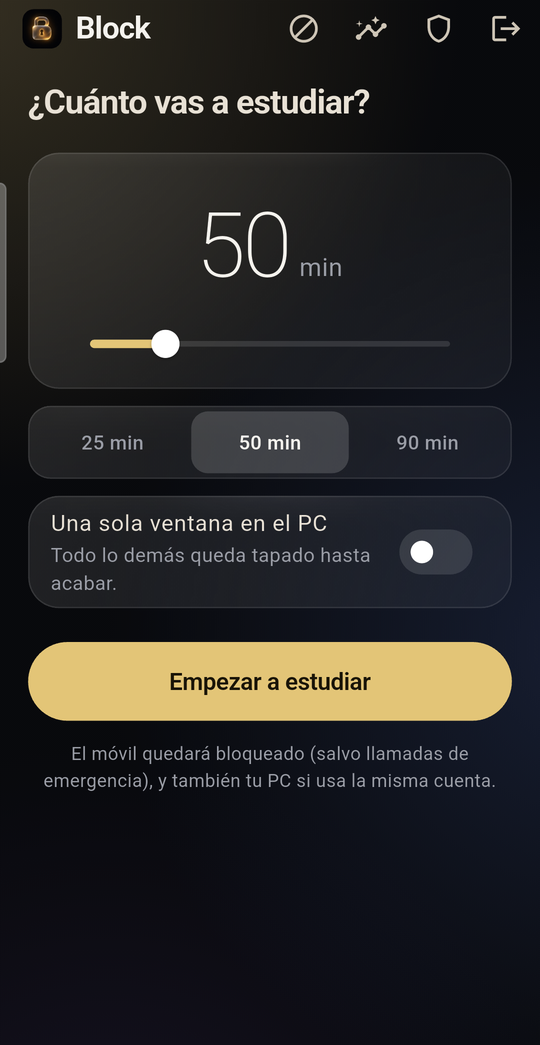 Block
¿Cuánto vas a estudiar?
50 min
25 min
50 min
90 min
Una sola ventana en el PC
Todo lo demás queda tapado hasta
acabar.
Empezar a estudiar
El móvil quedará bloqueado (salvo llamadas de
emergencia), y también tu PC si usa la misma cuenta.